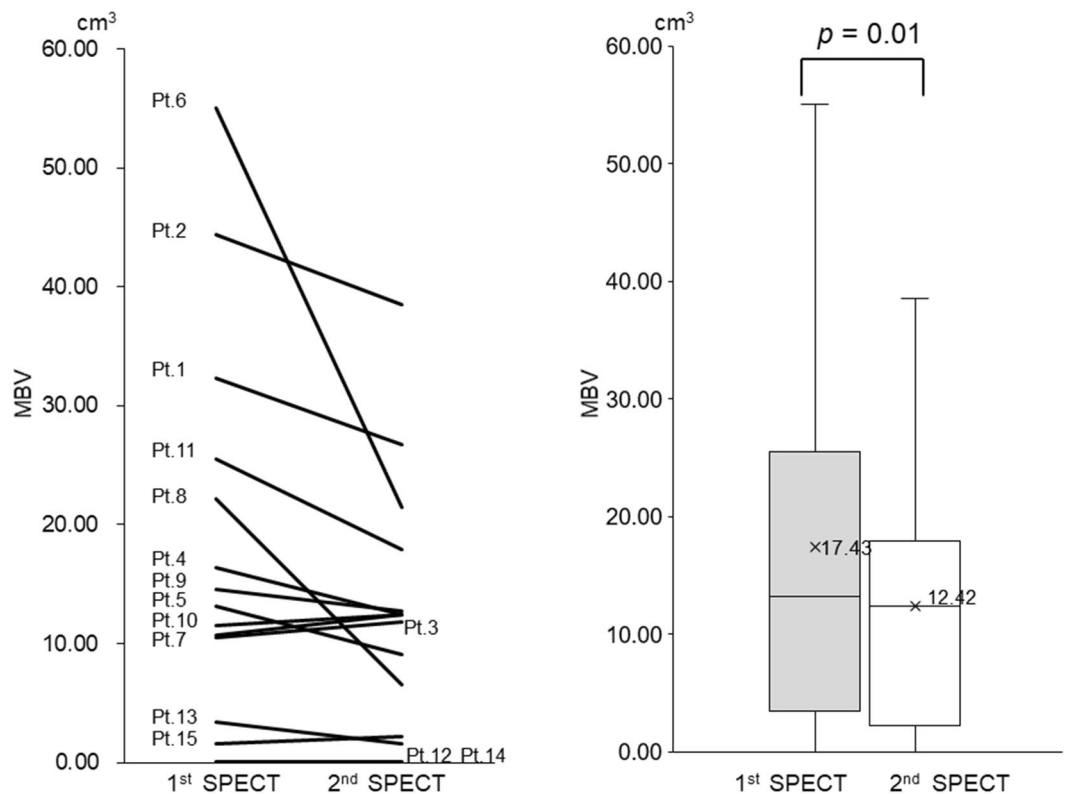 cm³
60.00
50.00
40.00
30.00
20.00
10.00
0.00
MBV
Pt.6
Pt.2
Pt.1
Pt.11
Pt.8
Pt.4
Pt.9
Pt.5
Pt.10
Pt.7
Pt.3
Pt.13
Pt.15
Pt.12 Pt.14
1st SPECT 2nd SPECT
cm³
p = 0.01
60.00
50.00
40.00
30.00
20.00
10.00
0.00
MBV
17.43
12.42
1st SPECT 2nd SPECT